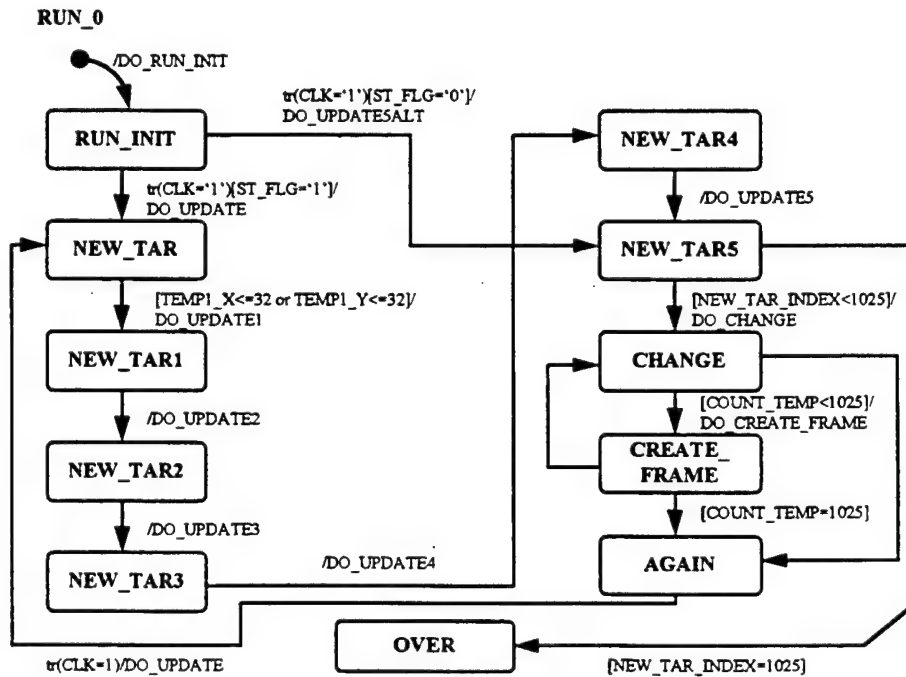 RUN_0
/DO_RUN_INIT
tr(CLK=‘1’)[ST_FLG=‘0’]/
DO_UPDATE5ALT
RUN_INIT
NEW_TAR4
tr(CLK=‘1’)[ST_FLG=‘1’]/
DO_UPDATE
/DO_UPDATE5
NEW_TAR
NEW_TAR5
[TEMP1_X<=32 or TEMP1_Y<=32]/
DO_UPDATE1
[NEW_TAR_INDEX<1025]/
DO_CHANGE
NEW_TAR1
CHANGE
/DO_UPDATE2
[COUNT_TEMP<1025]/
DO_CREATE_FRAME
NEW_TAR2
CREATE_
FRAME
/DO_UPDATE3
[COUNT_TEMP=1025]
NEW_TAR3
/DO_UPDATE4
AGAIN
OVER
tr(CLK=1)/DO_UPDATE
[NEW_TAR_INDEX=1025]